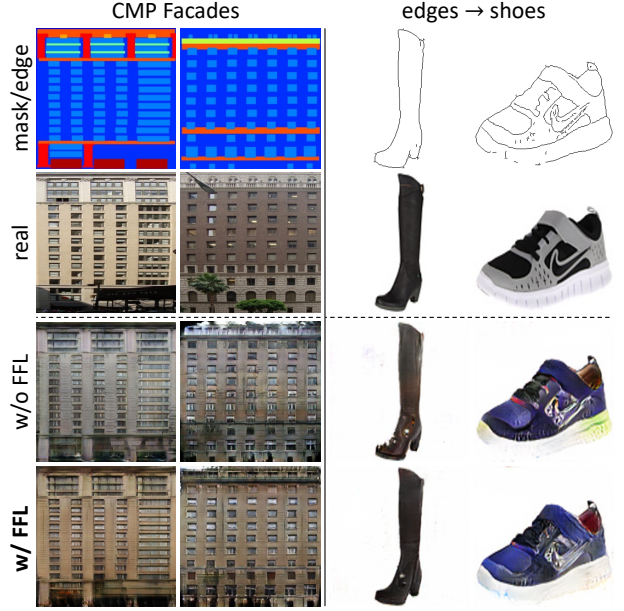 CMP Facades
edges → shoes
mask/edge
real
w/o FFL
w/ FFL